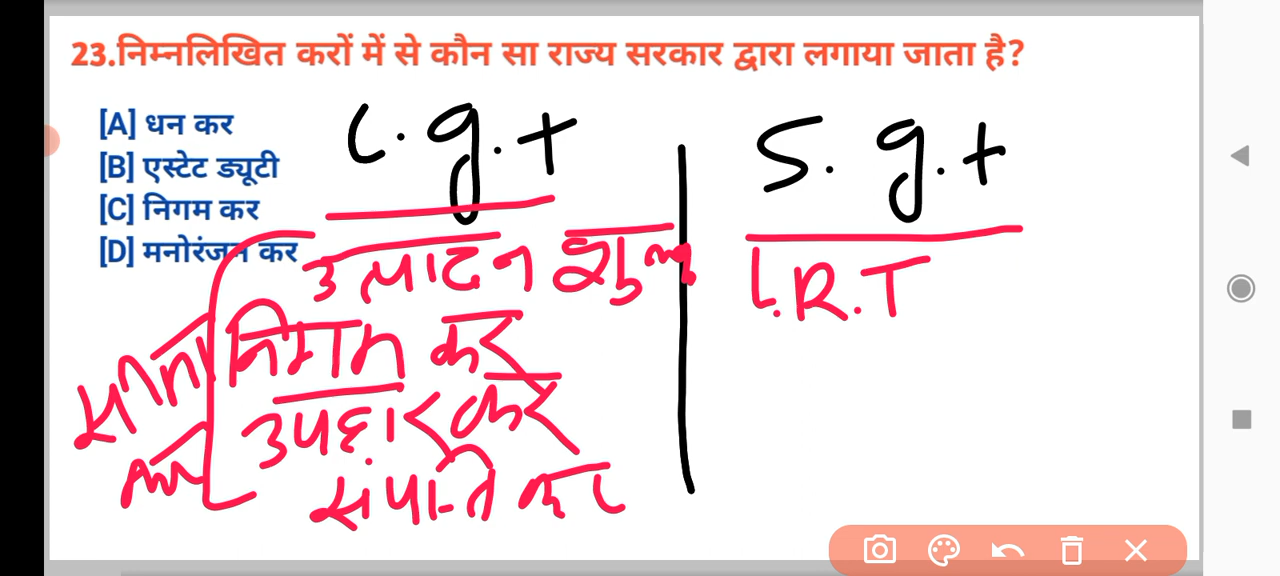 23.निम्नलिखित करों में से कौन सा राज्य सरकार द्वारा लगाया जाता है?
[A] धन कर
[B] एस्टेट ड्यूटी
[C] निगम कर
[D] मनोरंजन कर
C. g. t
S. g. t
उत्पादन शुल्क
L.R.T
निगम कर
उपहार कर
संपत्ति कर